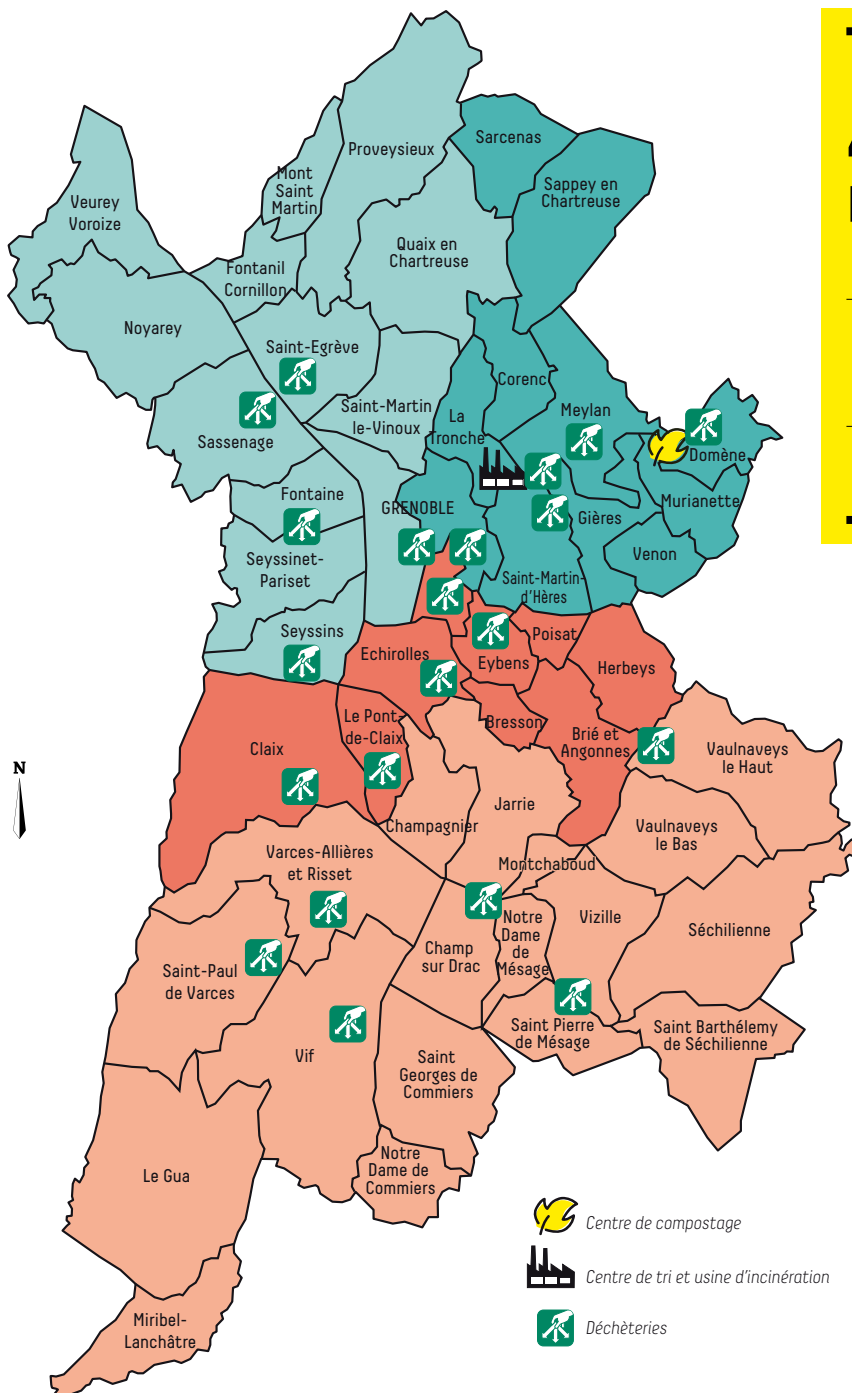 Sarcenas
Proveysieux
Mont
Saint
Martin
Sappey en
Chartreuse
Veurey
Voroize
Quaix en
Chartreuse
Fontanil
Cornillon
Noyarey
Saint-Egrève
Corenc
Saint-Martin
le-Vinoux
La
Tronche
Meylan
Sassenage
Domène
Fontaine
GRENOBLE
Murianette
Gières
Seyssinet-
Pariset
Venon
Saint-Martin-
d'Hères
Seyssins
Echirolles
Poisat
Eybens
Herbeys
Le Pont-
de-Claix
Bresson
Brié et
Angonnes
Claix
Vaulnaveys
le Haut
N
Jarrie
Champagnier
Vaulnaveys
le Bas
Varces-Allières
et Risset
Montchaboud
Notre
Dame
de
Mésage
Vizille
Séchilienne
Champ
sur Drac
Saint-Paul
de Varces
Saint Pierre
de Mésage
Saint Barthélemy
de Séchilienne
Vif
Saint
Georges de
Commiers
Notre
Dame de
Commiers
Le Gua
Miribel-
Lanchâtre
Centre de compostage
Centre de tri et usine d'incinération
Déchèteries